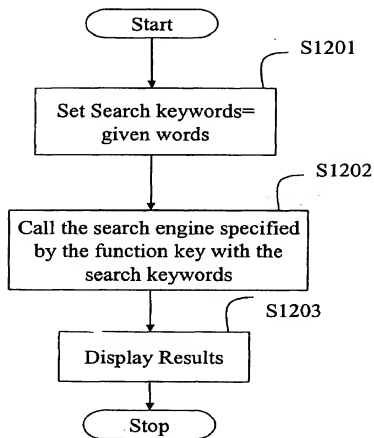 Start
S1201
Set Search keywords=
given words
S1202
Call the search engine specified
by the function key with the
search keywords
S1203
Display Results
Stop